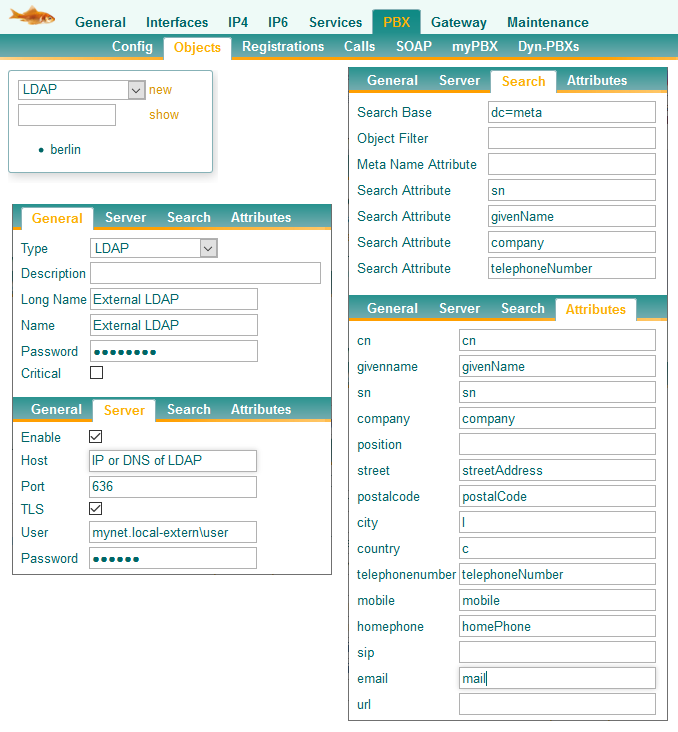 General Interfaces IP4 IP6 Services PBX Gateway Maintenance
Config Objects Registrations Calls SOAP myPBX Dyn-PBXs
LDAP new
show
• berlin
General Server Search Attributes
Type LDAP
Description
Long Name External LDAP
Name External LDAP
Password ●●●●●●●●
Critical
General Server Search Attributes
Enable
Host IP or DNS of LDAP
Port 636
TLS
User mynet.local-extern\user
Password ●●●●●●
General Server Search Attributes
Search Base dc=meta
Object Filter
Meta Name Attribute
Search Attribute sn
Search Attribute givenName
Search Attribute company
Search Attribute telephoneNumber
General Server Search Attributes
cn cn
givenname givenName
sn sn
company company
position
street streetAddress
postalcode postalCode
city l
country c
telephonenumber telephoneNumber
mobile mobile
homephone homePhone
sip
email mail
url